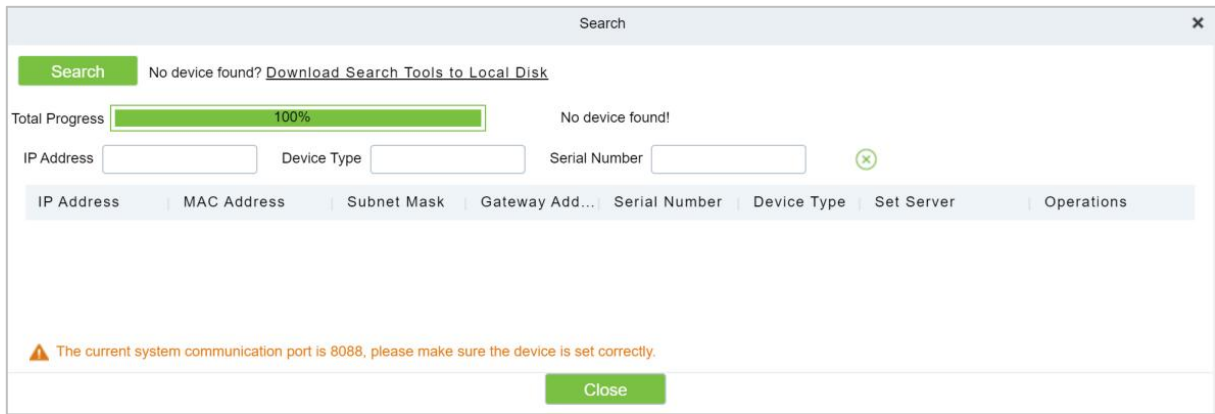 Search
Search No device found? Download Search Tools to Local Disk
Total Progress 100% No device found!
IP Address Device Type Serial Number
IP Address MAC Address Subnet Mask Gateway Add... Serial Number Device Type Set Server Operations
The current system communication port is 8088, please make sure the device is set correctly.
Close